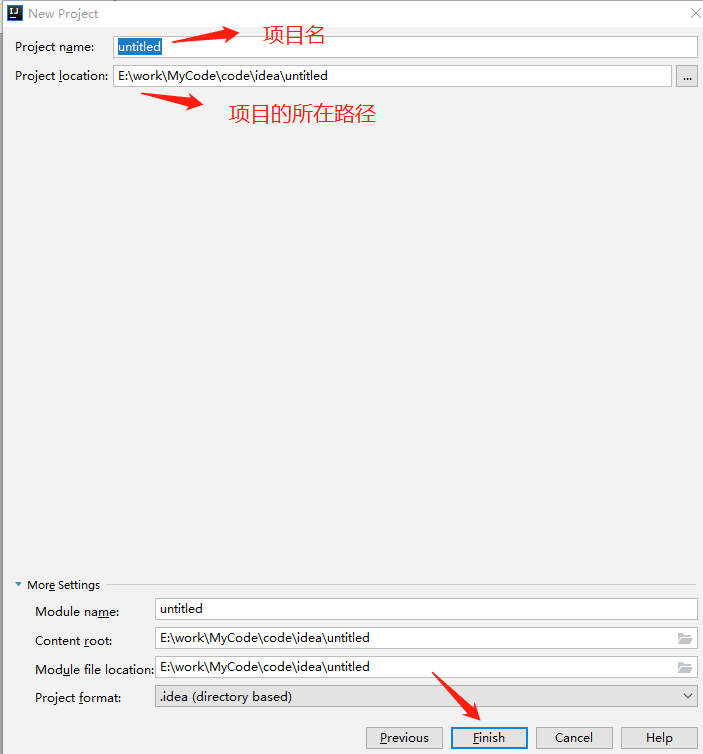 IJ New Project
Project name: untitled 项目名
Project location: E:\work\MyCode\code\idea\untitled ...
项目的所在路径
More Settings
Module name: untitled
Content root: E:\work\MyCode\code\idea\untitled
Module file location: E:\work\MyCode\code\idea\untitled
Project format: .idea (directory based)
Previous Finish Cancel Help